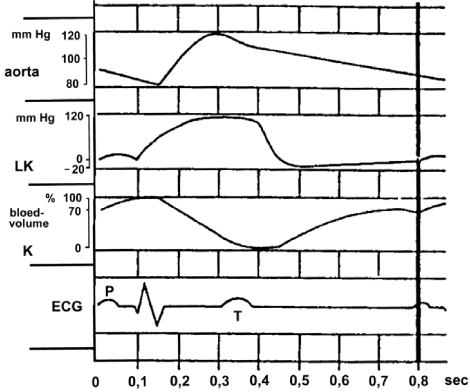 mm Hg 120
100
aorta
80
mm Hg 120
0
LK
-20
% 100
bloed- 70
volume
0
K
P
ECG
T
0 0,1 0,2 0,3 0,4 0,5 0,6 0,7 0,8 sec